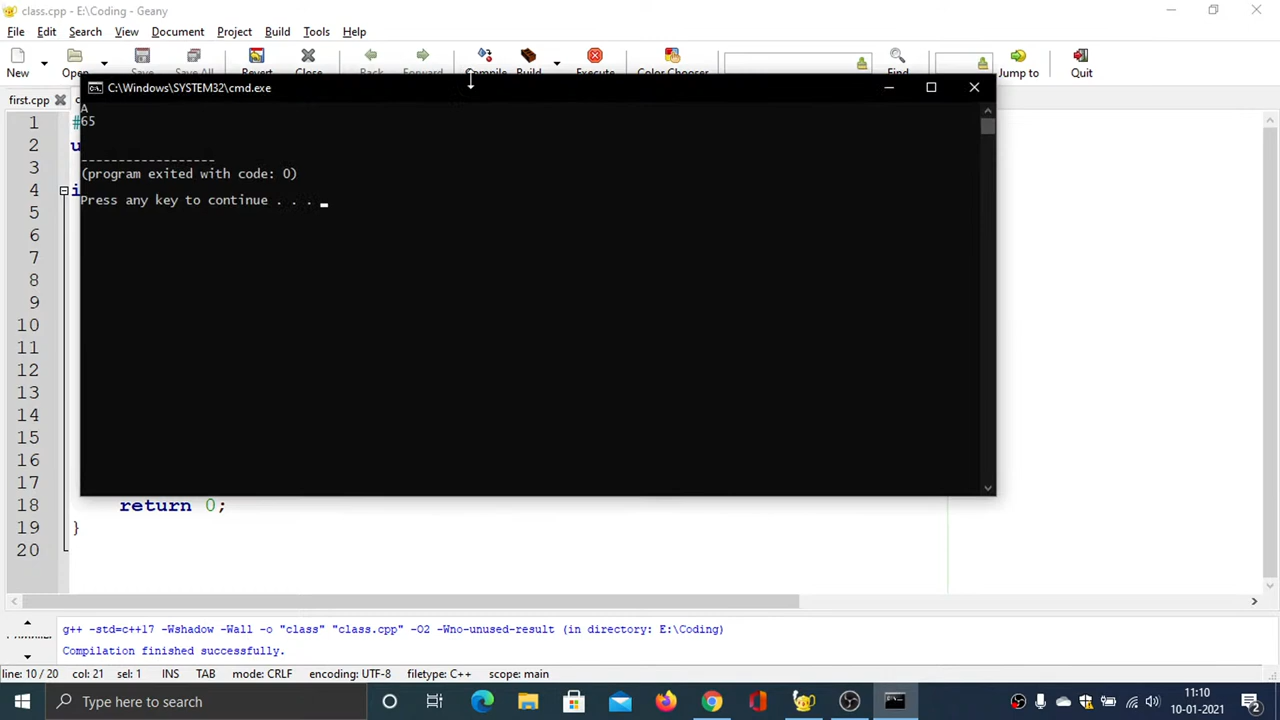 class.cpp - E:\Coding - Geany
File Edit Search View Document Project Build Tools Help
New Open Save Save All Revert Close Back Forward Compile Build Execute Color Chooser Find Jump to Quit
first.cpp
C:\Windows\SYSTEM32\cmd.exe
A
65
------------------
(program exited with code: 0)
Press any key to continue . . .
1 #
2 u
3
4 i
5
6
7
8
9
10
11
12
13
14
15
16
17
18 return 0;
19 }
20
g++ -std=c++17 -Wshadow -Wall -o "class" "class.cpp" -O2 -Wno-unused-result (in directory: E:\Coding)
Compilation finished successfully.
line: 10 / 20 col: 21 sel: 1 INS TAB mode: CRLF encoding: UTF-8 filetype: C++ scope: main
Type here to search
11:10
10-01-2021
2